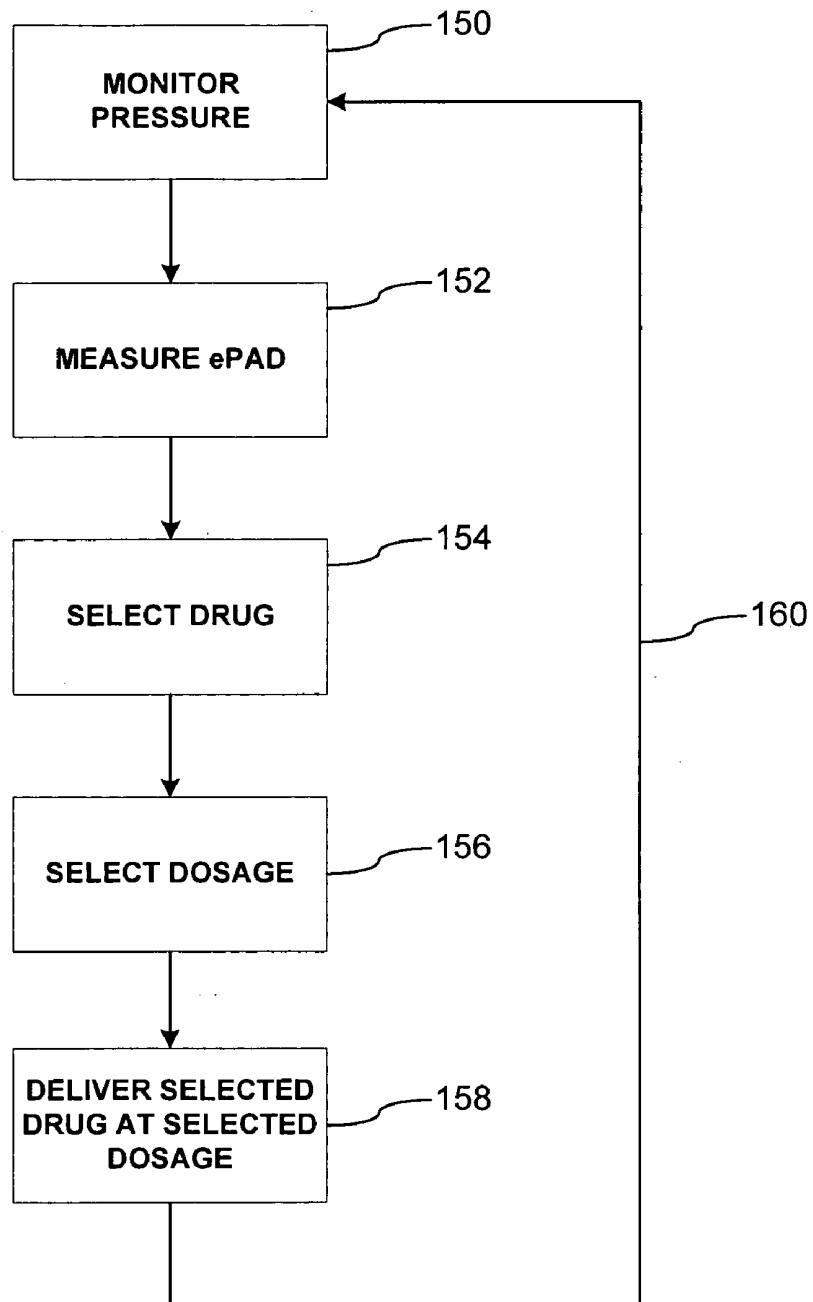 150
MONITOR
PRESSURE
152
MEASURE ePAD
154
SELECT DRUG
160
156
SELECT DOSAGE
158
DELIVER SELECTED
DRUG AT SELECTED
DOSAGE